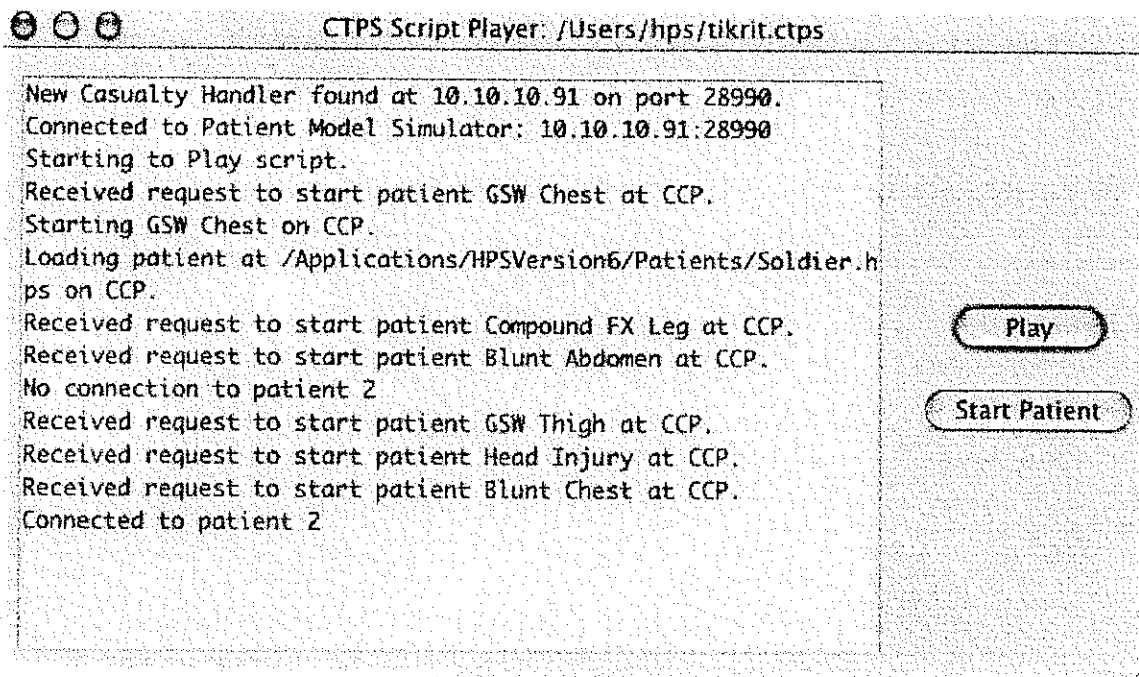 CTPS Script Player: /Users/hps/tikrit.ctps
New Casualty Handler found at 10.10.10.91 on port 28990.
Connected to Patient Model Simulator: 10.10.10.91:28990
Starting to Play script.
Received request to start patient GSW Chest at CCP.
Starting GSW Chest on CCP.
Loading patient at /Applications/HPSVersion6/Patients/Soldier.h
ps on CCP.
Received request to start patient Compound FX Leg at CCP.
Received request to start patient Blunt Abdomen at CCP.
No connection to patient 2
Received request to start patient GSW Thigh at CCP.
Received request to start patient Head Injury at CCP.
Received request to start patient Blunt Chest at CCP.
Connected to patient 2
Play
Start Patient